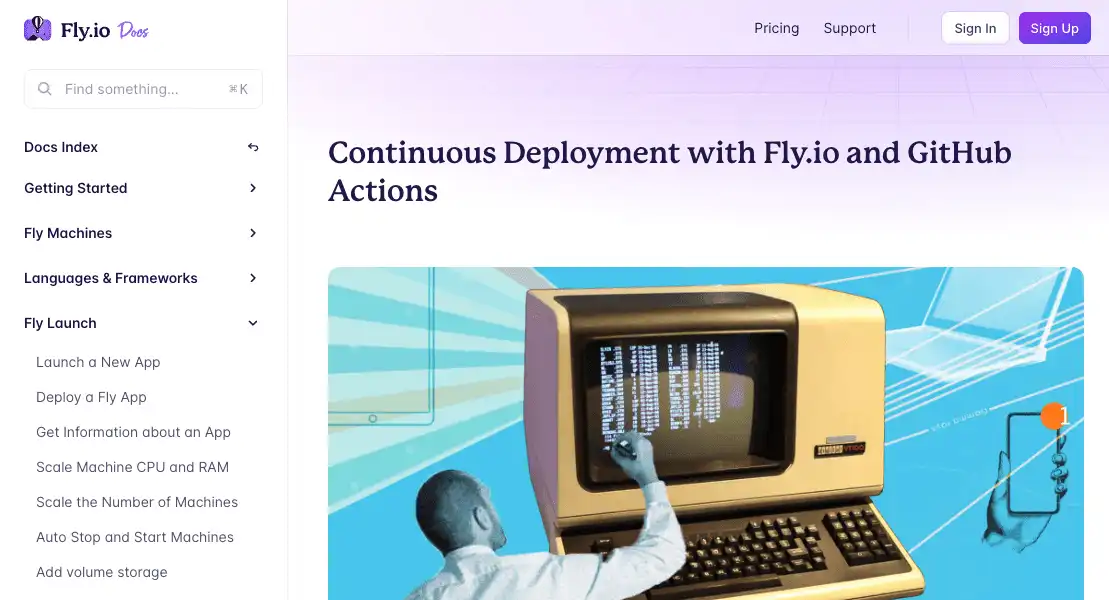 Fly.io Docs
Pricing
Support
Sign In
Sign Up
Find something...
⌘K
Docs Index
Getting Started
Fly Machines
Languages & Frameworks
Fly Launch
Launch a New App
Deploy a Fly App
Get Information about an App
Scale Machine CPU and RAM
Scale the Number of Machines
Auto Stop and Start Machines
Add volume storage
Continuous Deployment with Fly.io and GitHub
Actions
1